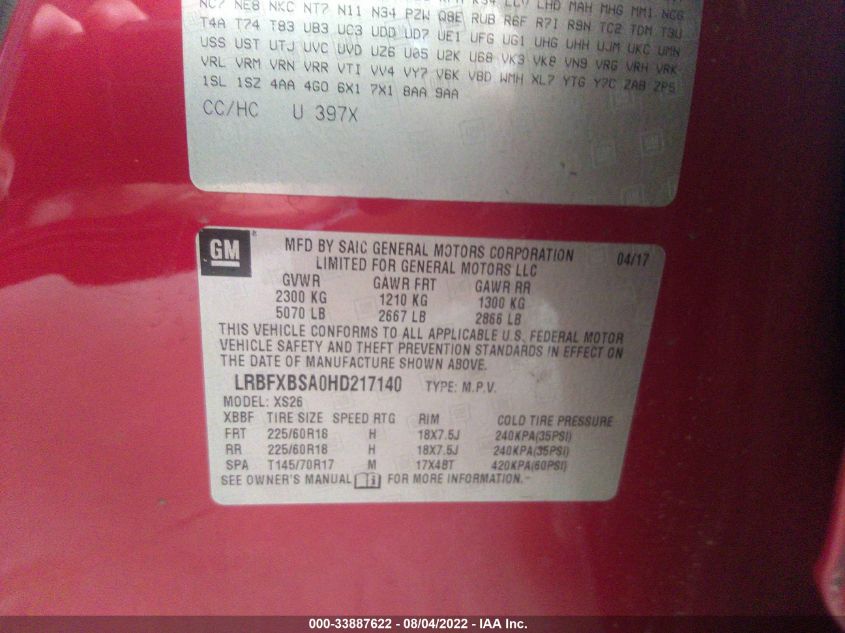 NC7 NE8 NKC NT7 N11 N34 PZW Q8E RUB R6F R7I R9N TC2 TDM T3U
T4A T74 T83 UB3 UC3 UDD UD7 UE1 UFG UG1 UHG UHH UJM UKC UMN
USS UST UTJ UVC UVD UZ6 U05 U2K U68 VK3 VK8 VN9 VRG VRH VRK
VRL VRM VRN VRR VTI VV4 VY7 V6K V8D WMH XL7 YTG Y7C ZAB ZP5
1SL 1SZ 4AA 4G0 6X1 7X1 8AA 9AA
CC/HC U 397X
GM
MFD BY SAIC GENERAL MOTORS CORPORATION 04/17
LIMITED FOR GENERAL MOTORS LLC
GVWR GAWR FRT GAWR RR
2300 KG 1210 KG 1300 KG
5070 LB 2667 LB 2866 LB
THIS VEHICLE CONFORMS TO ALL APPLICABLE U.S. FEDERAL MOTOR
VEHICLE SAFETY AND THEFT PREVENTION STANDARDS IN EFFECT ON
THE DATE OF MANUFACTURE SHOWN ABOVE.
LRBFXBSA0HD217140 TYPE: M.P.V.
MODEL: XS26
XBBF TIRE SIZE SPEED RTG RIM COLD TIRE PRESSURE
FRT 225/60R18 H 18X7.5J 240KPA(35PSI)
RR 225/60R18 H 18X7.5J 240KPA(35PSI)
SPA T145/70R17 M 17X4BT 420KPA(60PSI)
SEE OWNER'S MANUAL FOR MORE INFORMATION.
000-33887622 - 08/04/2022 - IAA Inc.